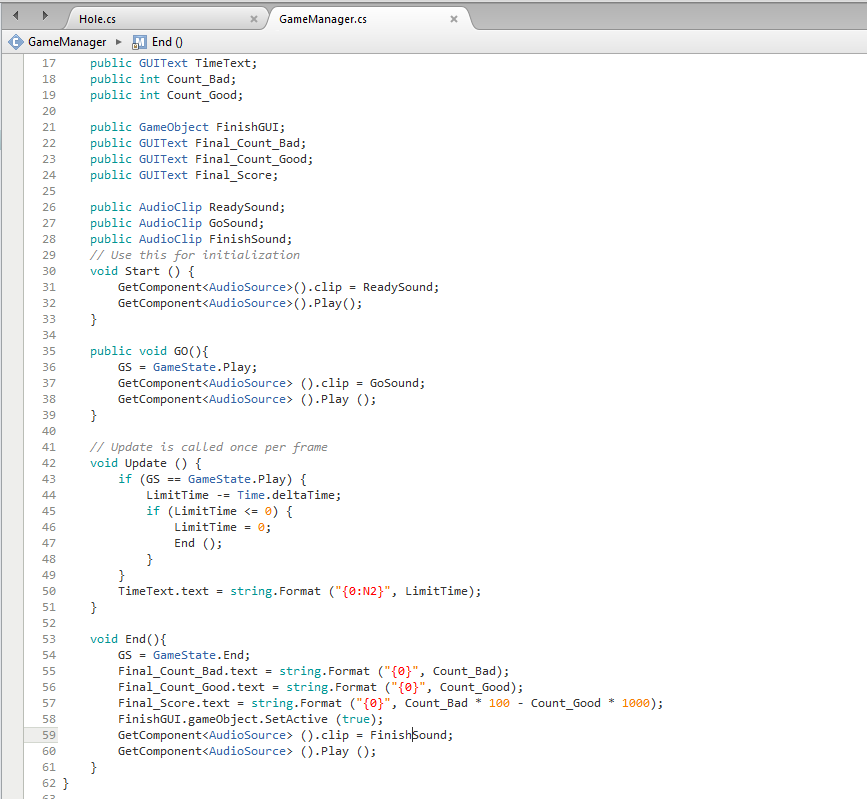 Hole.cs × GameManager.cs ×
GameManager ▸ M End ()
17 public GUIText TimeText;
18 public int Count_Bad;
19 public int Count_Good;
20
21 public GameObject FinishGUI;
22 public GUIText Final_Count_Bad;
23 public GUIText Final_Count_Good;
24 public GUIText Final_Score;
25
26 public AudioClip ReadySound;
27 public AudioClip GoSound;
28 public AudioClip FinishSound;
29 // Use this for initialization
30 void Start () {
31 GetComponent<AudioSource>().clip = ReadySound;
32 GetComponent<AudioSource>().Play();
33 }
34
35 public void GO(){
36 GS = GameState.Play;
37 GetComponent<AudioSource> ().clip = GoSound;
38 GetComponent<AudioSource> ().Play ();
39 }
40
41 // Update is called once per frame
42 void Update () {
43 if (GS == GameState.Play) {
44 LimitTime -= Time.deltaTime;
45 if (LimitTime <= 0) {
46 LimitTime = 0;
47 End ();
48 }
49 }
50 TimeText.text = string.Format ("{0:N2}", LimitTime);
51 }
52
53 void End(){
54 GS = GameState.End;
55 Final_Count_Bad.text = string.Format ("{0}", Count_Bad);
56 Final_Count_Good.text = string.Format ("{0}", Count_Good);
57 Final_Score.text = string.Format ("{0}", Count_Bad * 100 - Count_Good * 1000);
58 FinishGUI.gameObject.SetActive (true);
59 GetComponent<AudioSource> ().clip = FinishSound;
60 GetComponent<AudioSource> ().Play ();
61 }
62 }
63